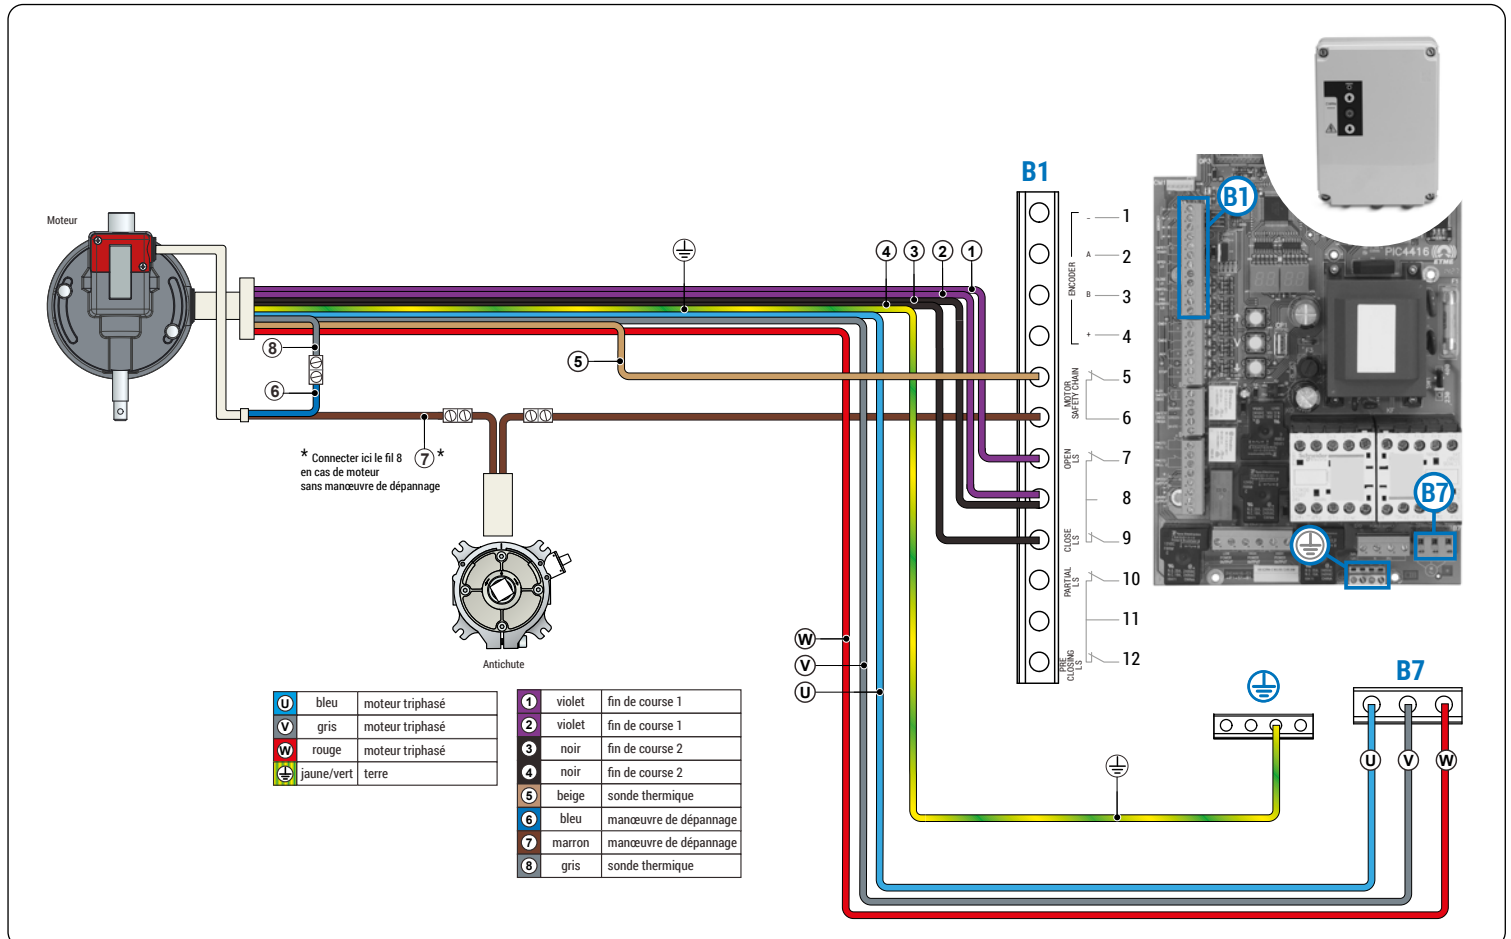 Moteur
B1
1
2
3
4
5
6
7
8
9
10
11
12
-
A
B
+
ENCODER
MOTOR
SAFETY CHAIN
OPEN
LS
CLOSE
LS
PARTIAL
LS
PRE
CLOSING
LS
4
3
2
1
8
6
5
7
* Connecter ici le fil 8 *
en cas de moteur
sans manœuvre de dépannage
Antichute
W
V
U
B1
PIC4416
ETMS
B7
B7
U
V
W
U bleu moteur triphasé
V gris moteur triphasé
W rouge moteur triphasé
jaune/vert terre
1 violet fin de course 1
2 violet fin de course 1
3 noir fin de course 2
4 noir fin de course 2
5 beige sonde thermique
6 bleu manœuvre de dépannage
7 marron manœuvre de dépannage
8 gris sonde thermique